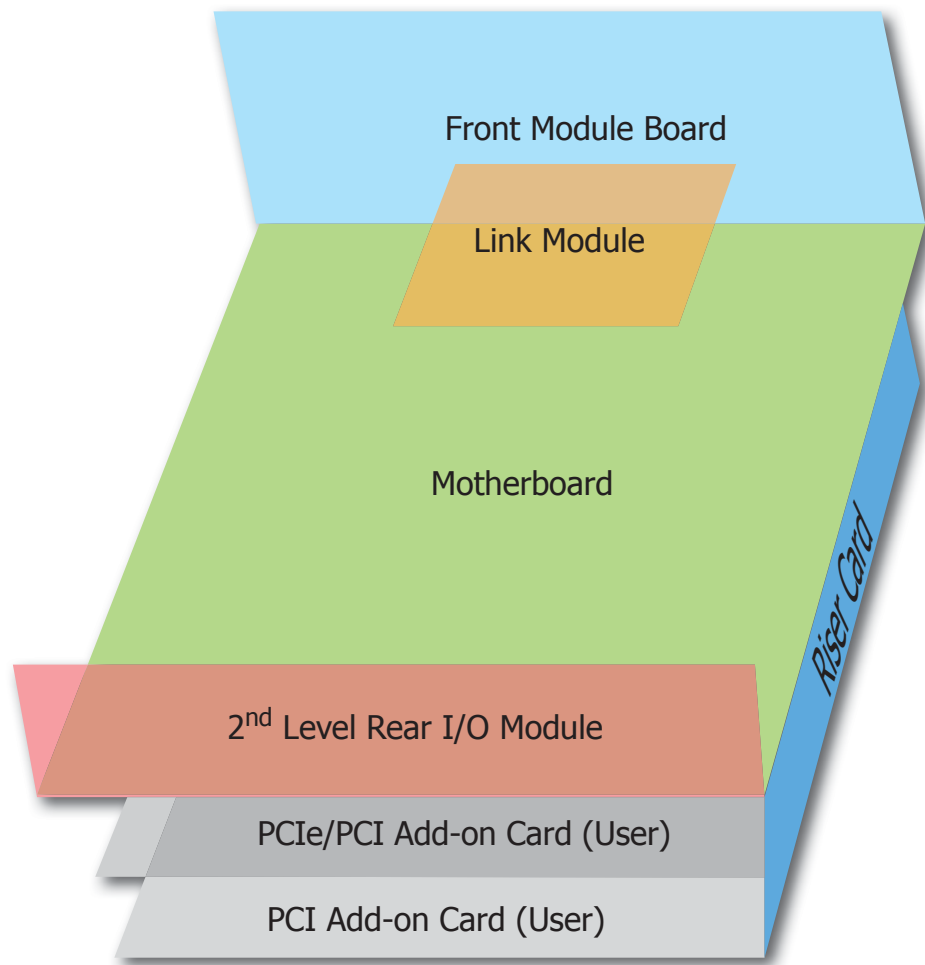 Front Module Board
Link Module
Motherboard
Riser Card
2nd Level Rear I/O Module
PCIe/PCI Add-on Card (User)
PCI Add-on Card (User)